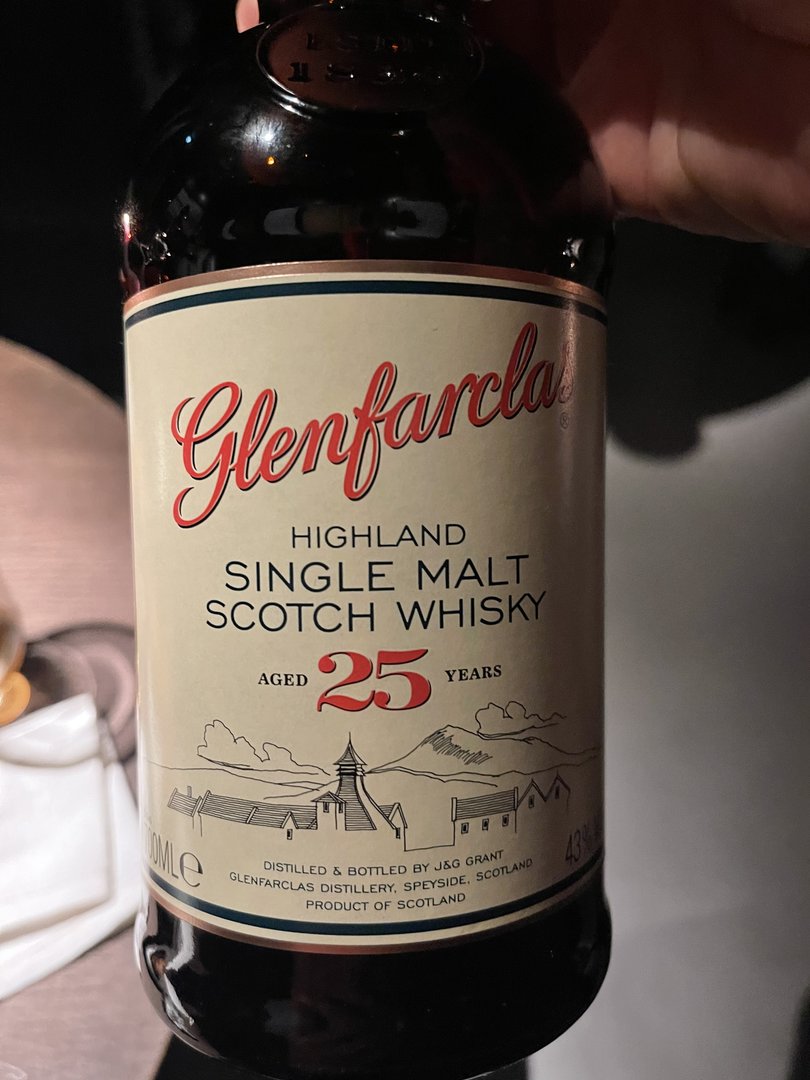 Glenfarclas
®
HIGHLAND
SINGLE MALT
SCOTCH WHISKY
AGED 25 YEARS
43%
DISTILLED & BOTTLED BY J&G GRANT
GLENFARCLAS DISTILLERY, SPEYSIDE, SCOTLAND
PRODUCT OF SCOTLAND